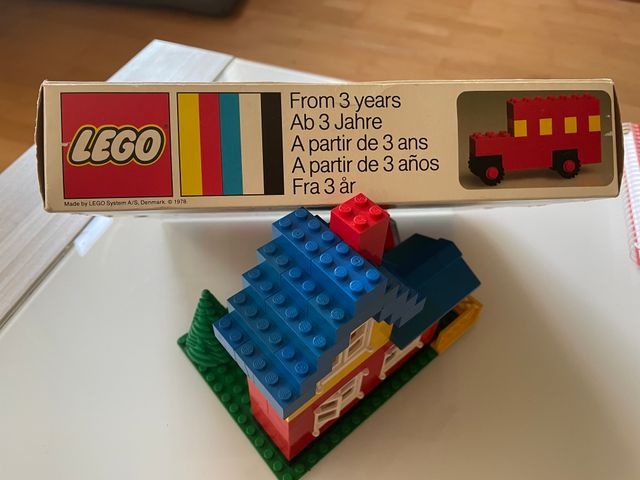 LEGO
From 3 years
Ab 3 Jahre
A partir de 3 ans
A partir de 3 años
Fra 3 år
Made by LEGO System A/S, Denmark. © 1978